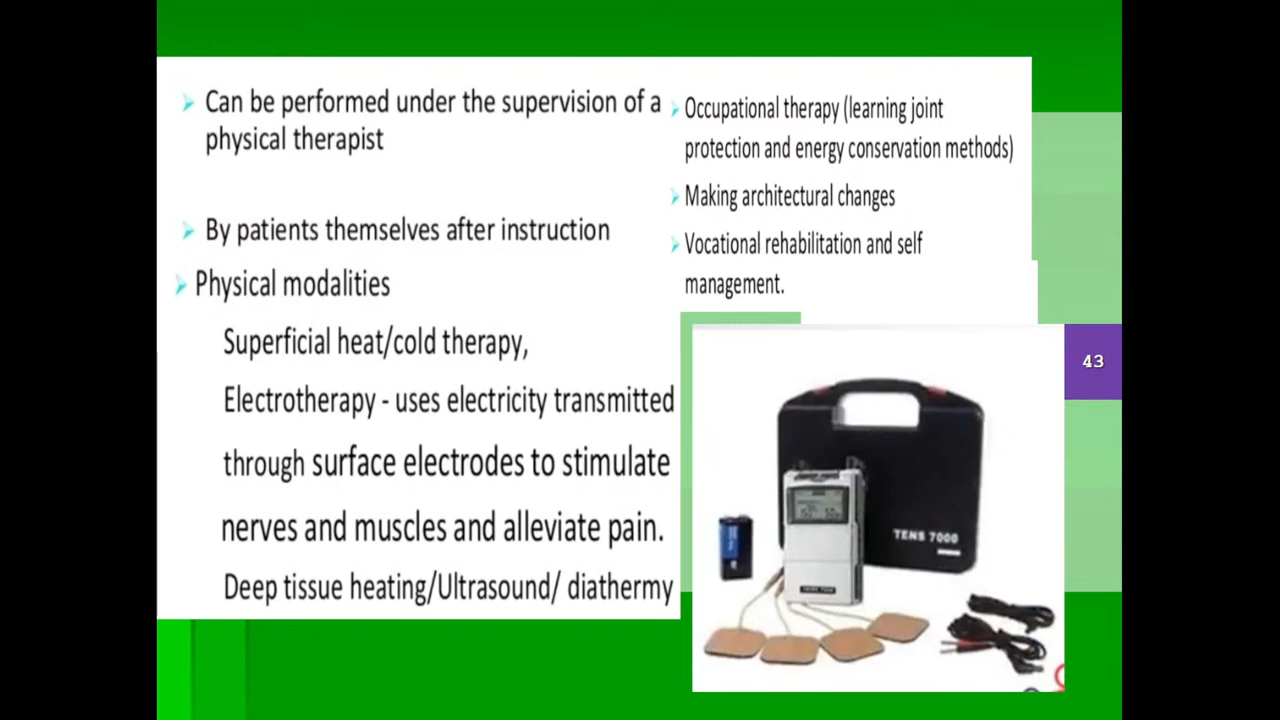 Can be performed under the supervision of a
physical therapist
By patients themselves after instruction
Physical modalities
Superficial heat/cold therapy,
Electrotherapy - uses electricity transmitted
through surface electrodes to stimulate
nerves and muscles and alleviate pain.
Deep tissue heating/Ultrasound/ diathermy
Occupational therapy (learning joint
protection and energy conservation methods)
Making architectural changes
Vocational rehabilitation and self
management.
43
TENS 7000
TENS 7000